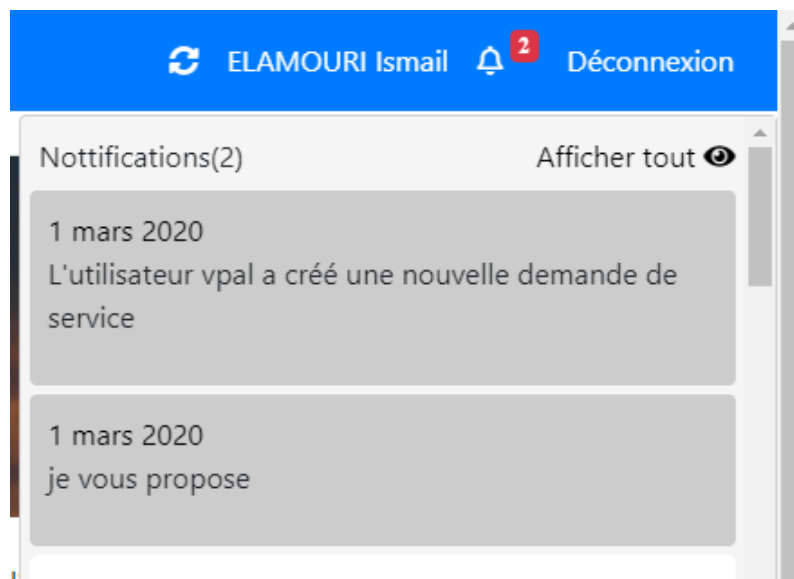 ELAMOURI Ismail 2 Déconnexion
Nottifications(2) Afficher tout
1 mars 2020
L'utilisateur vpal a créé une nouvelle demande de
service
1 mars 2020
je vous propose